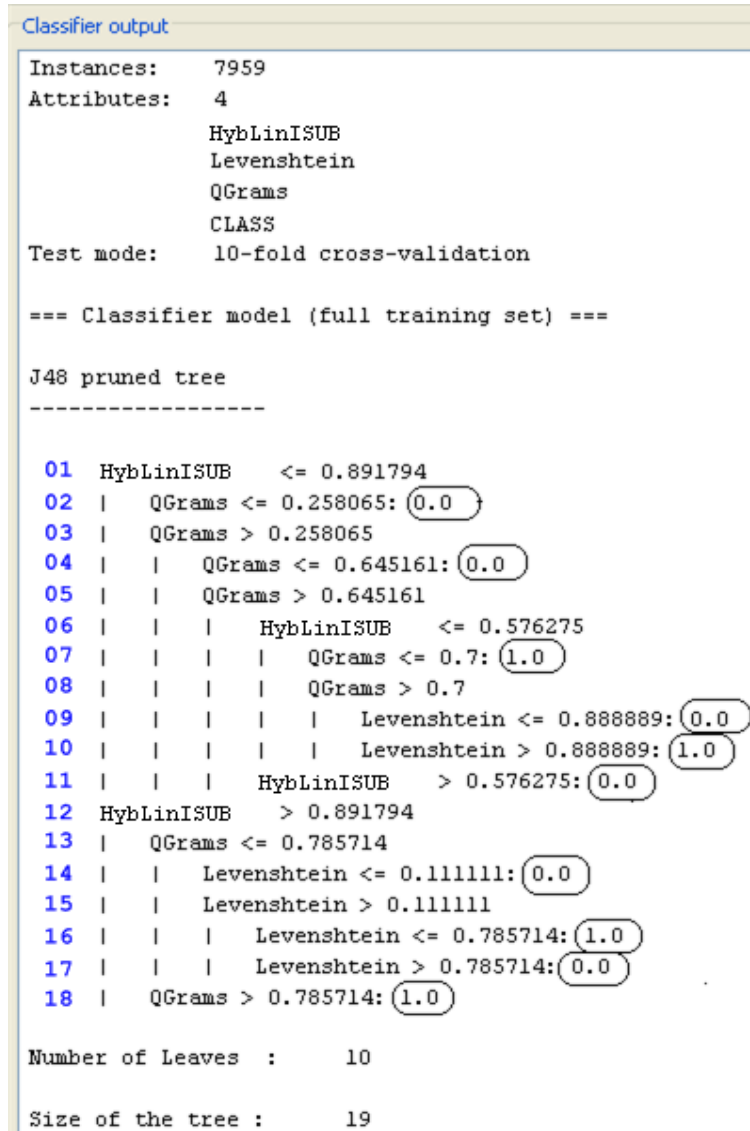 Classifier output
Instances: 7959
Attributes: 4
HybLinISUB
Levenshtein
QGrams
CLASS
Test mode: 10-fold cross-validation
=== Classifier model (full training set) ===
J48 pruned tree
------------------
01 HybLinISUB <= 0.891794
02 | QGrams <= 0.258065: 0.0
03 | QGrams > 0.258065
04 | | QGrams <= 0.645161: 0.0
05 | | QGrams > 0.645161
06 | | | HybLinISUB <= 0.576275
07 | | | | QGrams <= 0.7: 1.0
08 | | | | QGrams > 0.7
09 | | | | | Levenshtein <= 0.888889: 0.0
10 | | | | | Levenshtein > 0.888889: 1.0
11 | | | HybLinISUB > 0.576275: 0.0
12 HybLinISUB > 0.891794
13 | QGrams <= 0.785714
14 | | Levenshtein <= 0.111111: 0.0
15 | | Levenshtein > 0.111111
16 | | | Levenshtein <= 0.785714: 1.0
17 | | | Levenshtein > 0.785714: 0.0
18 | QGrams > 0.785714: 1.0
Number of Leaves : 10
Size of the tree : 19